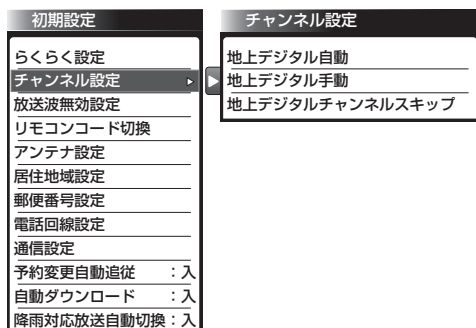 初期設定
らくらく設定
チャンネル設定
放送波無効設定
リモコンコード切換
アンテナ設定
居住地域設定
郵便番号設定
電話回線設定
通信設定
予約変更自動追従 ：入
自動ダウンロード ：入
降雨対応放送自動切換：入
チャンネル設定
地上デジタル自動
地上デジタル手動
地上デジタルチャンネルスキップ